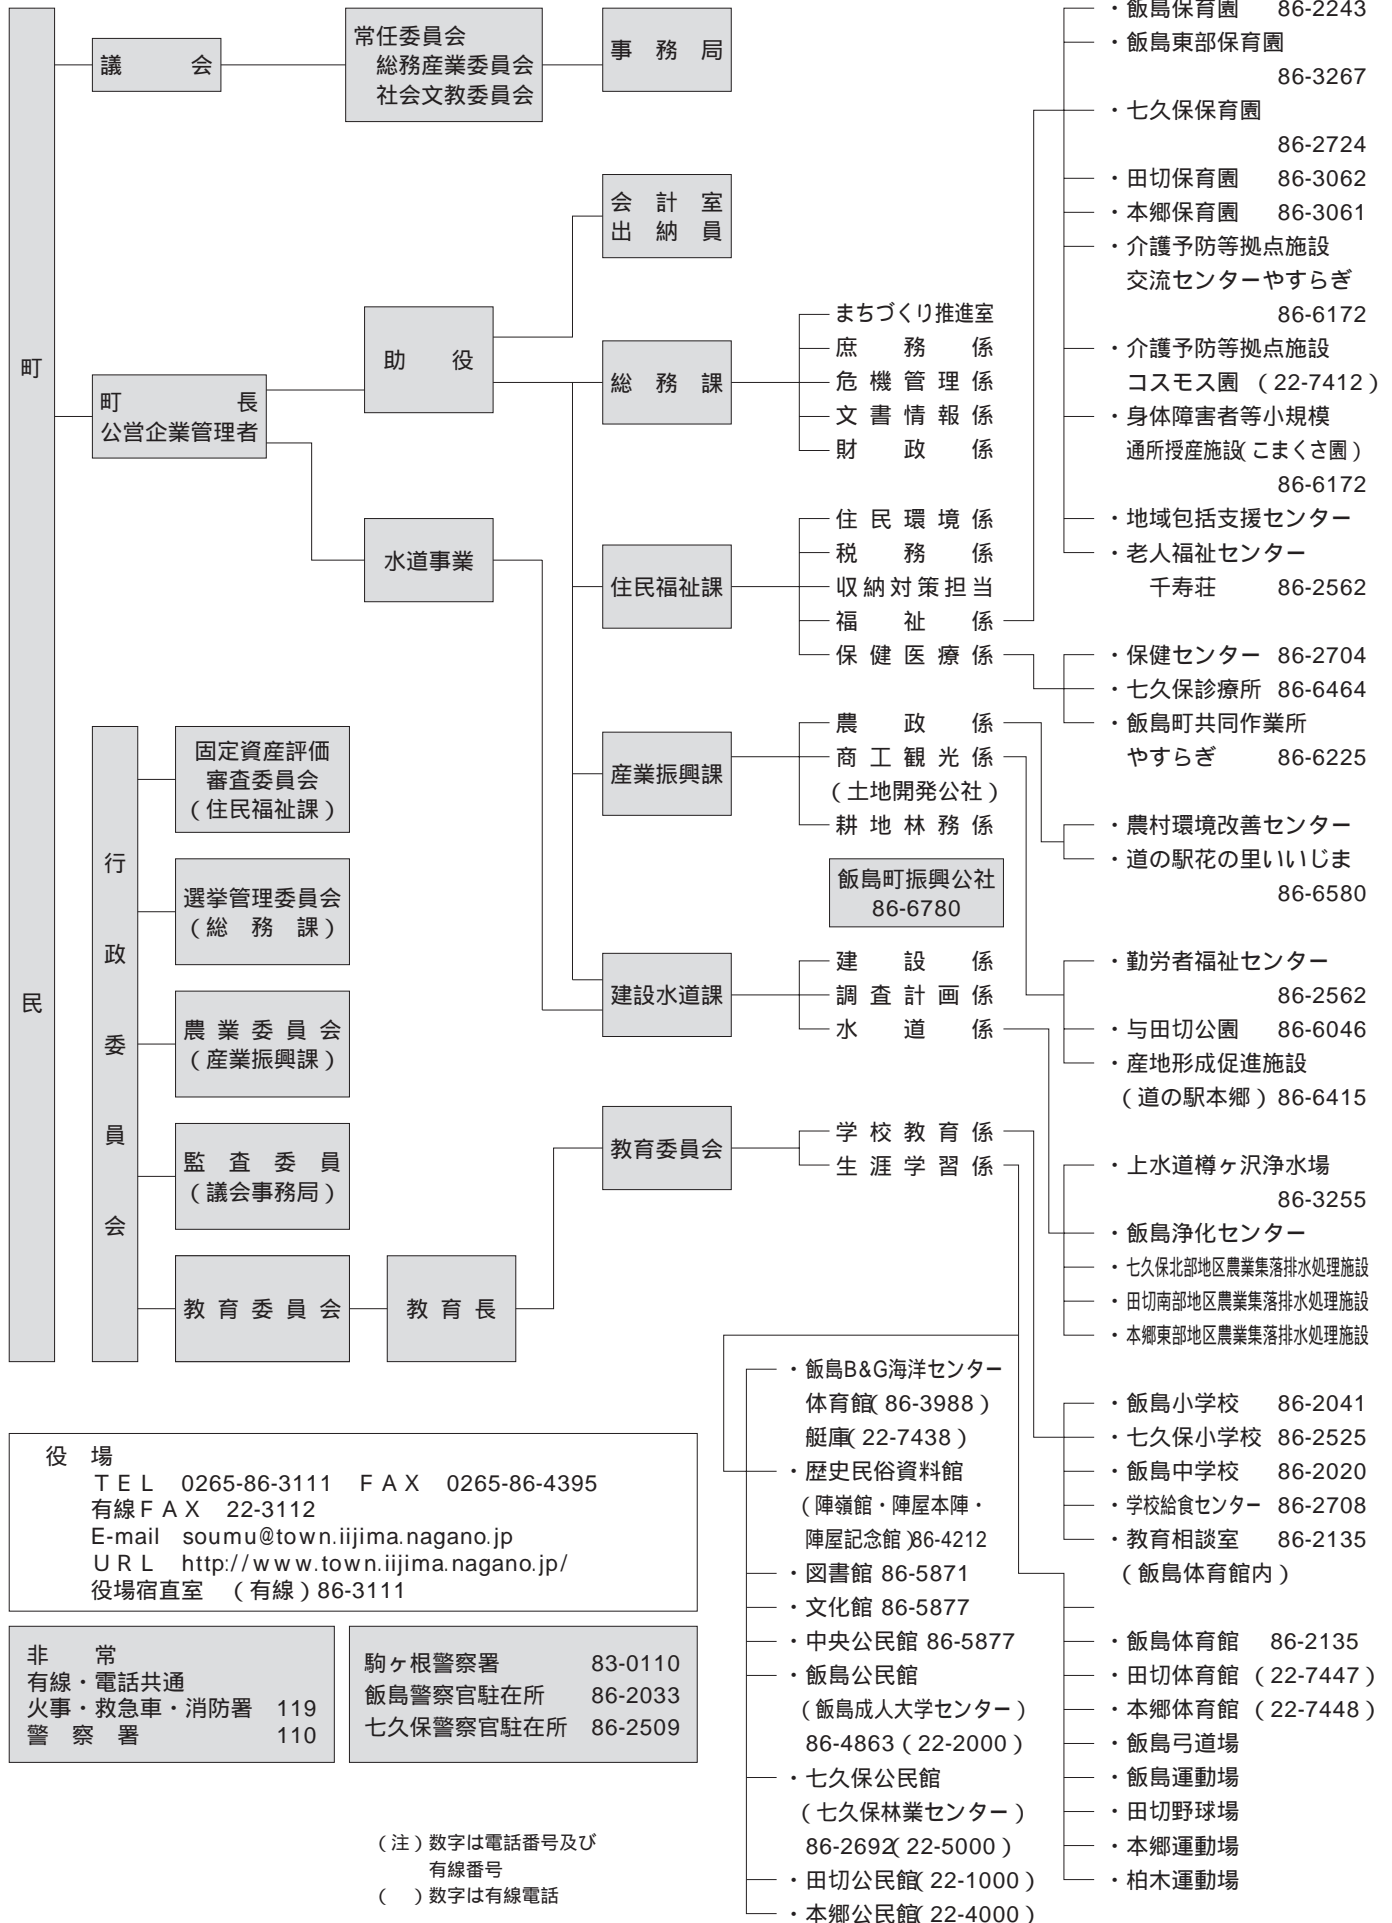 町民
議　会
常任委員会
総務産業委員会
社会文教委員会
事 務 局
町　長
公営企業管理者
助　役
水道事業
会 計 室
出 納 員
総 務 課
まちづくり推進室
庶 務 係
危機管理係
文書情報係
財 政 係
住民福祉課
住民環境係
税 務 係
収納対策担当
福 祉 係
保健医療係
産業振興課
農 政 係
商工観光係
（土地開発公社）
耕地林務係
飯島町振興公社
86-6780
建設水道課
建 設 係
調査計画係
水 道 係
行政委員会
固定資産評価
審査委員会
（住民福祉課）
選挙管理委員会
（総 務 課）
農業委員会
（産業振興課）
監 査 委 員
（議会事務局）
教育委員会
教 育 長
教育委員会
学校教育係
生涯学習係
・飯島保育園 86-2243
・飯島東部保育園
86-3267
・七久保保育園
86-2724
・田切保育園 86-3062
・本郷保育園 86-3061
・介護予防等拠点施設
交流センターやすらぎ
86-6172
・介護予防等拠点施設
コスモス園 （22-7412）
・身体障害者等小規模
通所授産施設（こまくさ園）
86-6172
・地域包括支援センター
・老人福祉センター
千寿荘 86-2562
・保健センター 86-2704
・七久保診療所 86-6464
・飯島町共同作業所
やすらぎ 86-6225
・農村環境改善センター
・道の駅花の里いいじま
86-6580
・勤労者福祉センター
86-2562
・与田切公園 86-6046
・産地形成促進施設
（道の駅本郷）86-6415
・上水道樽ヶ沢浄水場
86-3255
・飯島浄化センター
・七久保北部地区農業集落排水処理施設
・田切南部地区農業集落排水処理施設
・本郷東部地区農業集落排水処理施設
・飯島小学校 86-2041
・七久保小学校 86-2525
・飯島中学校 86-2020
・学校給食センター 86-2708
・教育相談室 86-2135
（飯島体育館内）
・飯島体育館 86-2135
・田切体育館 （22-7447）
・本郷体育館 （22-7448）
・飯島弓道場
・飯島運動場
・田切野球場
・本郷運動場
・柏木運動場
・飯島B&G海洋センター
体育館（86-3988）
艇庫（22-7438）
・歴史民俗資料館
（陣嶺館・陣屋本陣・
陣屋記念館）86-4212
・図書館 86-5871
・文化館 86-5877
・中央公民館 86-5877
・飯島公民館
（飯島成人大学センター）
86-4863（22-2000）
・七久保公民館
（七久保林業センター）
86-2692（22-5000）
・田切公民館（22-1000）
・本郷公民館（22-4000）
役　場
ＴＥＬ 0265-86-3111 ＦＡＸ 0265-86-4395
有線ＦＡＸ 22-3112
E-mail soumu@town.iijima.nagano.jp
ＵＲＬ http://www.town.iijima.nagano.jp/
役場宿直室 （有線）86-3111
非　常
有線・電話共通
火事・救急車・消防署 119
警 察 署 110
駒ヶ根警察署 83-0110
飯島警察官駐在所 86-2033
七久保警察官駐在所 86-2509
（注）数字は電話番号及び
有線番号
（　）数字は有線電話